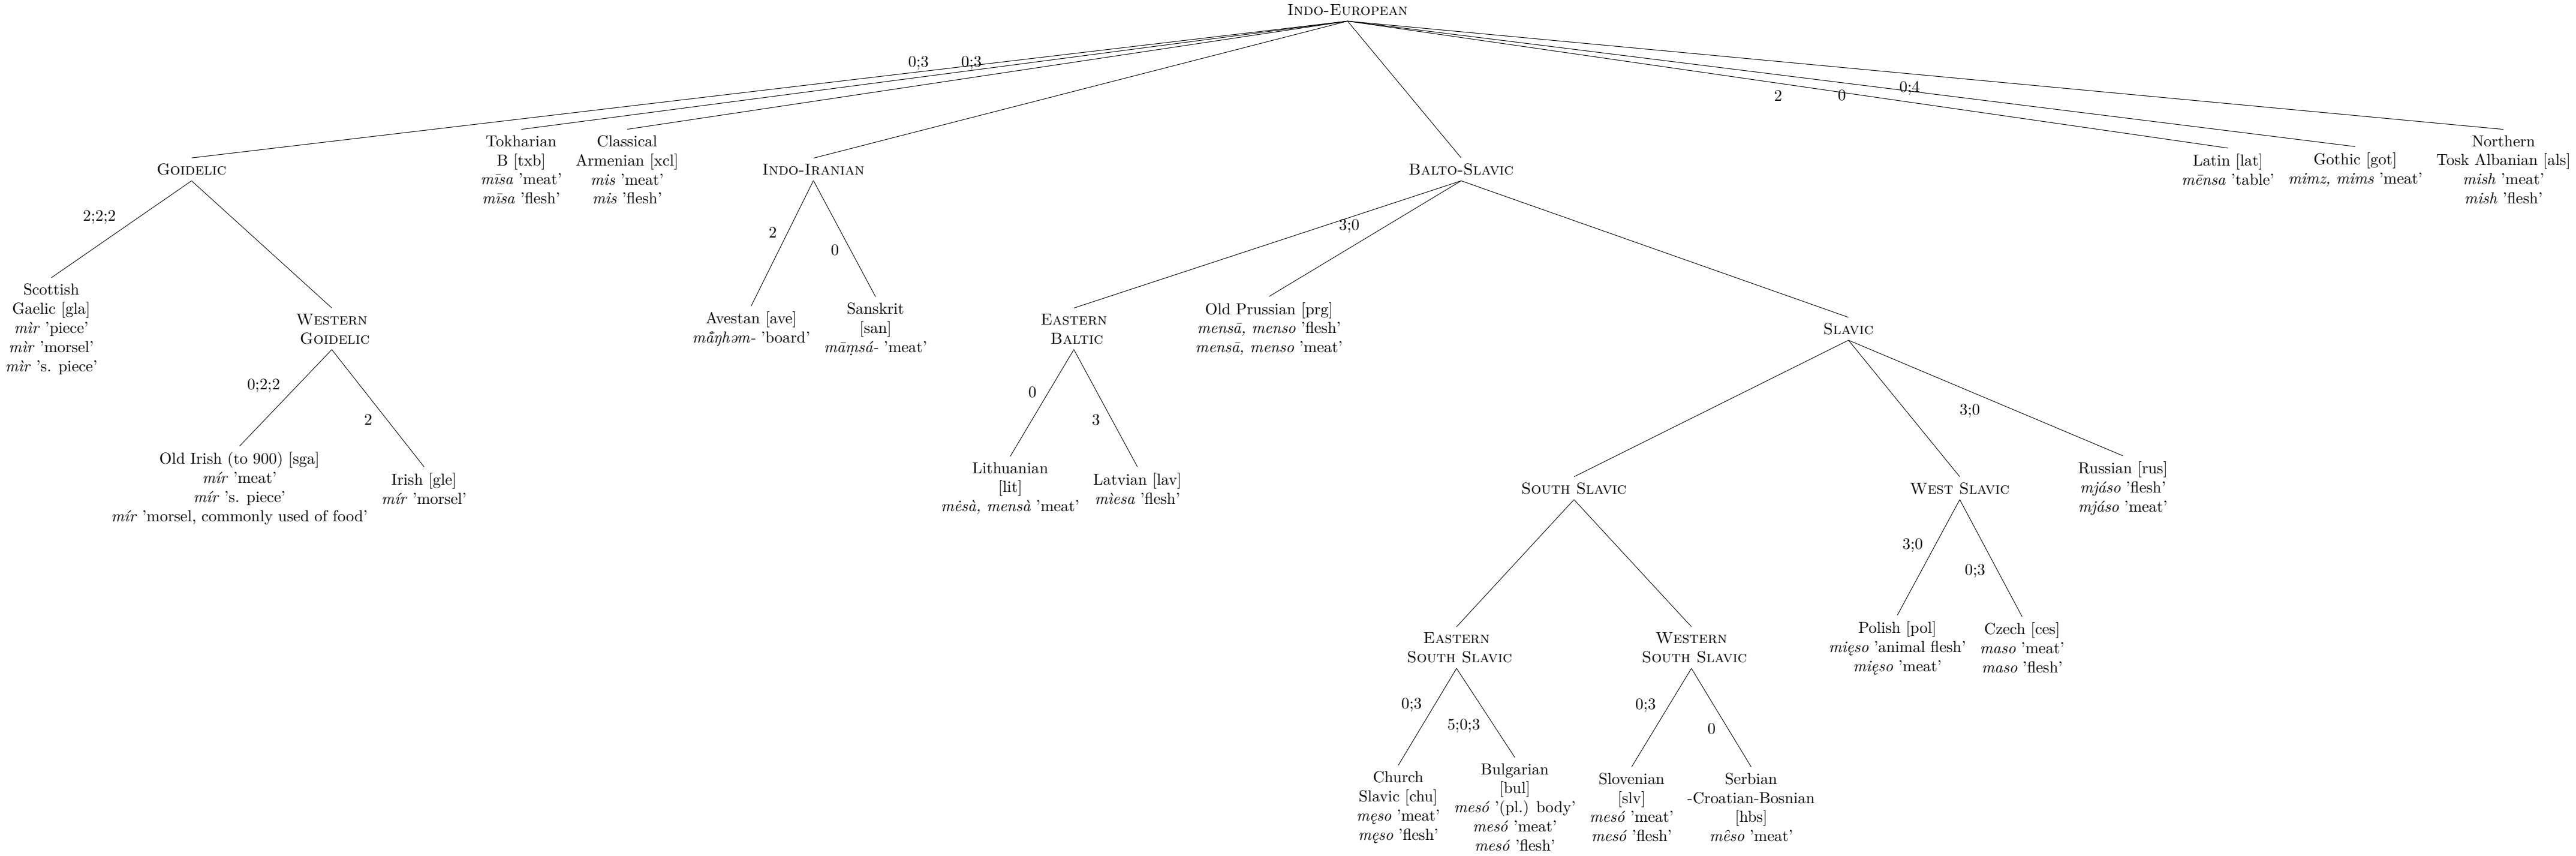 Indo-European
0;3
0;3
2
0
0;4
Goidelic
Tokharian
B [txb]
mīsa 'meat'
mīsa 'flesh'
Classical
Armenian [xcl]
mis 'meat'
mis 'flesh'
Indo-Iranian
Balto-Slavic
Latin [lat]
mēnsa 'table'
Gothic [got]
mimz, mims 'meat'
Northern
Tosk Albanian [als]
mish 'meat'
mish 'flesh'
2;2;2
2
0
3;0
Scottish
Gaelic [gla]
mìr 'piece'
mìr 'morsel'
mìr 's. piece'
Western
Goidelic
Avestan [ave]
må̊ŋhəm- 'board'
Sanskrit
[san]
māṃsá- 'meat'
Eastern
Baltic
Old Prussian [prg]
mensā, menso 'flesh'
mensā, menso 'meat'
Slavic
0;2;2
2
0
3
3;0
Old Irish (to 900) [sga]
mír 'meat'
mír 's. piece'
mír 'morsel, commonly used of food'
Irish [gle]
mír 'morsel'
Lithuanian
[lit]
mėsà, mensà 'meat'
Latvian [lav]
mìesa 'flesh'
South Slavic
West Slavic
Russian [rus]
mjáso 'flesh'
mjáso 'meat'
3;0
0;3
Eastern
South Slavic
Western
South Slavic
Polish [pol]
mięso 'animal flesh'
mięso 'meat'
Czech [ces]
maso 'meat'
maso 'flesh'
0;3
5;0;3
0;3
0
Church
Slavic [chu]
męso 'meat'
męso 'flesh'
Bulgarian
[bul]
mesó '(pl.) body'
mesó 'meat'
mesó 'flesh'
Slovenian
[slv]
mesó 'meat'
mesó 'flesh'
Serbian
-Croatian-Bosnian
[hbs]
mȇso 'meat'